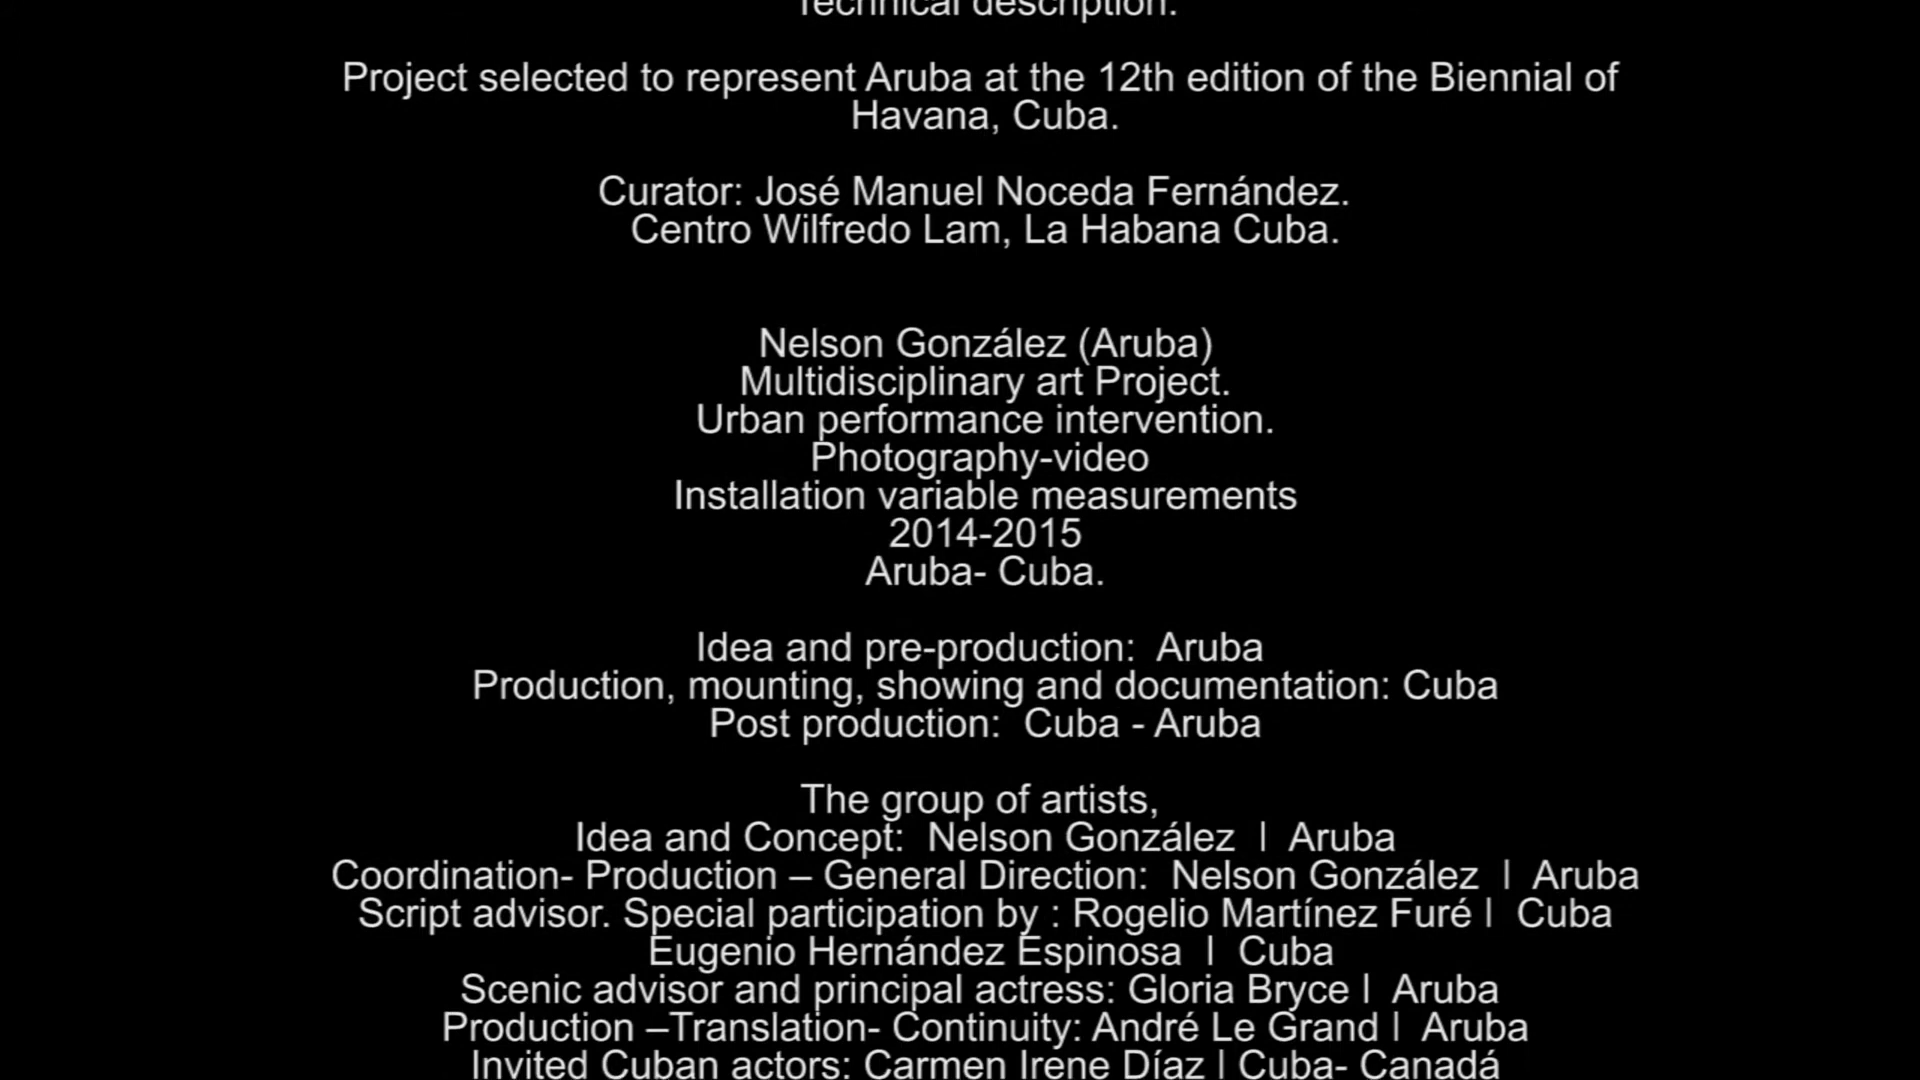 Technical description.
Project selected to represent Aruba at the 12th edition of the Biennial of
Havana, Cuba.
Curator: José Manuel Noceda Fernández.
Centro Wilfredo Lam, La Habana Cuba.
Nelson González (Aruba)
Multidisciplinary art Project.
Urban performance intervention.
Photography-video
Installation variable measurements
2014-2015
Aruba- Cuba.
Idea and pre-production:  Aruba
Production, mounting, showing and documentation: Cuba
Post production:  Cuba - Aruba
The group of artists,
Idea and Concept:  Nelson González  l  Aruba
Coordination- Production – General Direction:  Nelson González  l  Aruba
Script advisor. Special participation by : Rogelio Martínez Furé l  Cuba
Eugenio Hernández Espinosa  l  Cuba
Scenic advisor and principal actress: Gloria Bryce l  Aruba
Production –Translation- Continuity: André Le Grand l  Aruba
Invited Cuban actors: Carmen Irene Díaz l Cuba- Canadá